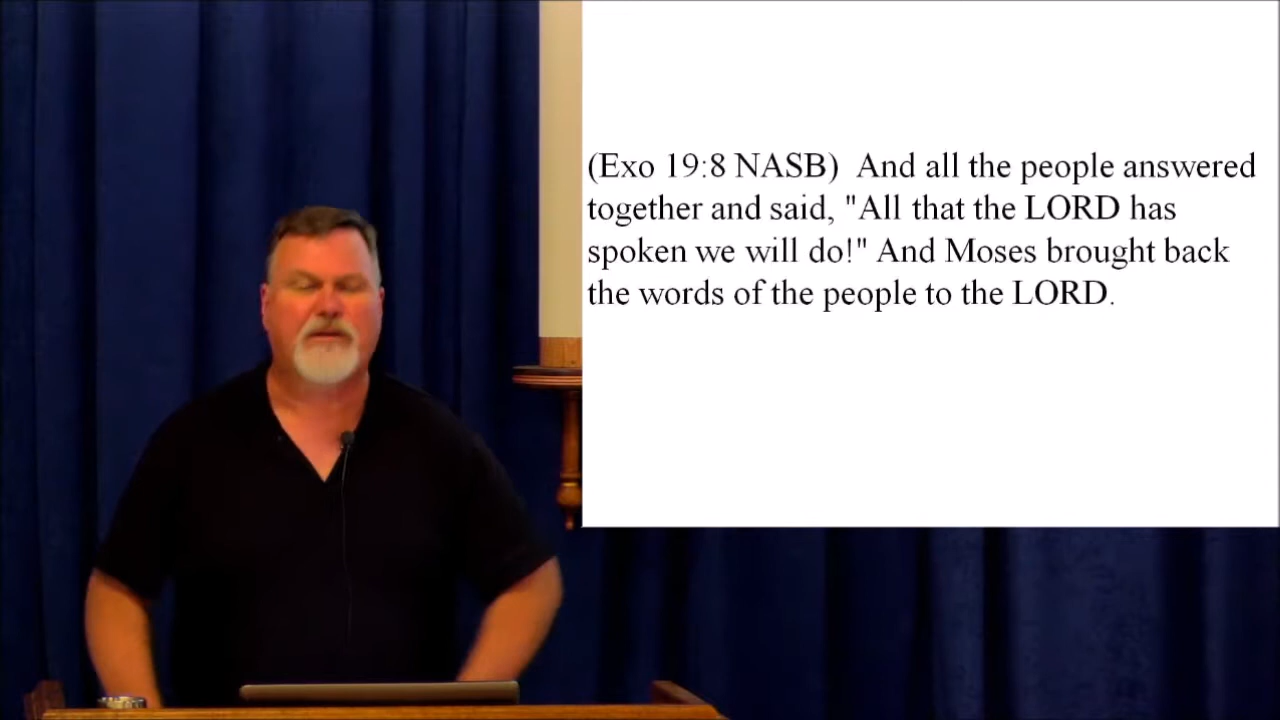 (Exo 19:8 NASB)  And all the people answered
together and said, "All that the LORD has
spoken we will do!" And Moses brought back
the words of the people to the LORD.